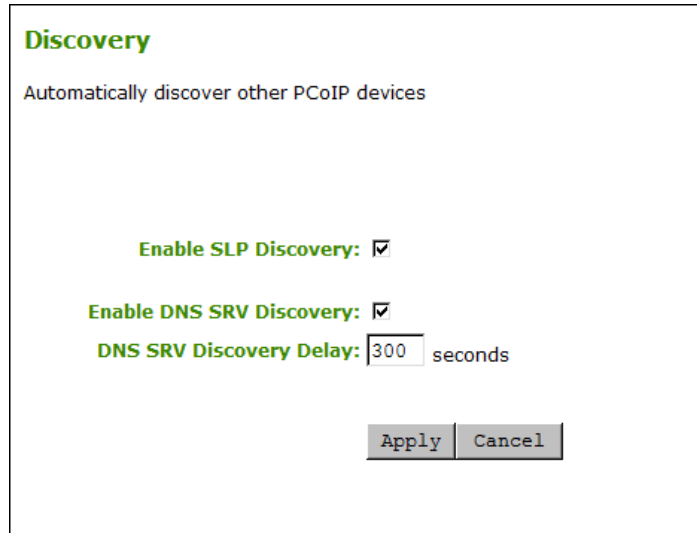 Discovery
Automatically discover other PCoIP devices
Enable SLP Discovery:
Enable DNS SRV Discovery:
DNS SRV Discovery Delay: 300 seconds
Apply Cancel